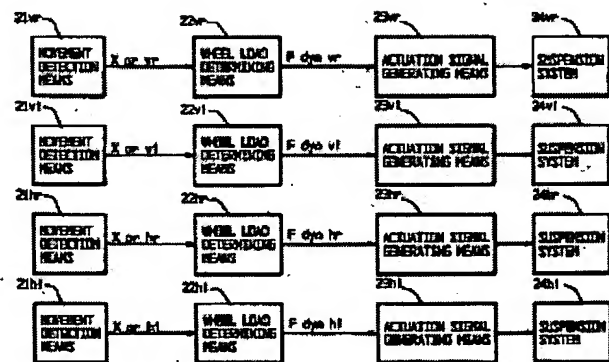 21vr 22vr 23vr 24vr
MOVEMENT DETECTION MEANS
X ar vr
WHEEL LOAD DETERMINING MEANS
F dyn vr
ACTUATION SIGNAL GENERATING MEANS
SUSPENSION SYSTEM
21vl 22vl 23vl 24vl
MOVEMENT DETECTION MEANS
X ar vl
WHEEL LOAD DETERMINING MEANS
F dyn vl
ACTUATION SIGNAL GENERATING MEANS
SUSPENSION SYSTEM
21hr 22hr 23hr 24hr
MOVEMENT DETECTION MEANS
X ar hr
WHEEL LOAD DETERMINING MEANS
F dyn hr
ACTUATION SIGNAL GENERATING MEANS
SUSPENSION SYSTEM
21hl 22hl 23hl 24hl
MOVEMENT DETECTION MEANS
X ar hl
WHEEL LOAD DETERMINING MEANS
F dyn hl
ACTUATION SIGNAL GENERATING MEANS
SUSPENSION SYSTEM